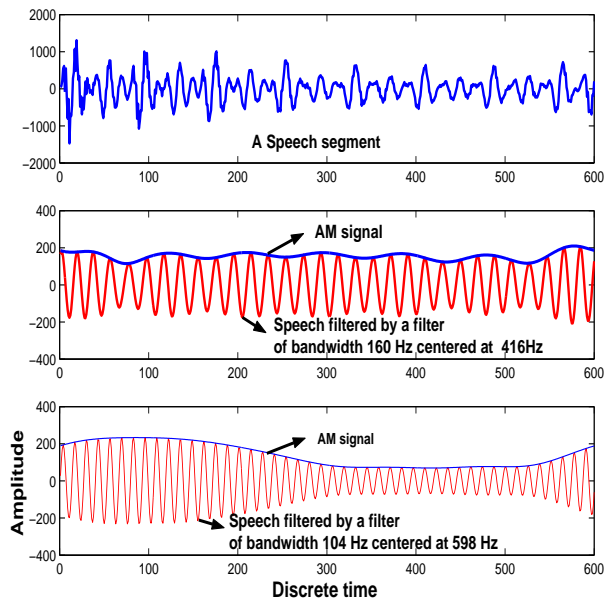 2000
1000
0
−1000
−2000
A Speech segment
0 100 200 300 400 500 600
400
200
0
−200
−400
AM signal
Speech filtered by a filter
of bandwidth 160 Hz centered at 416Hz
0 100 200 300 400 500 600
400
200
0
−200
−400
Amplitude
AM signal
Speech filtered by a filter
of bandwidth 104 Hz centered at 598 Hz
0 100 200 300 400 500 600
Discrete time